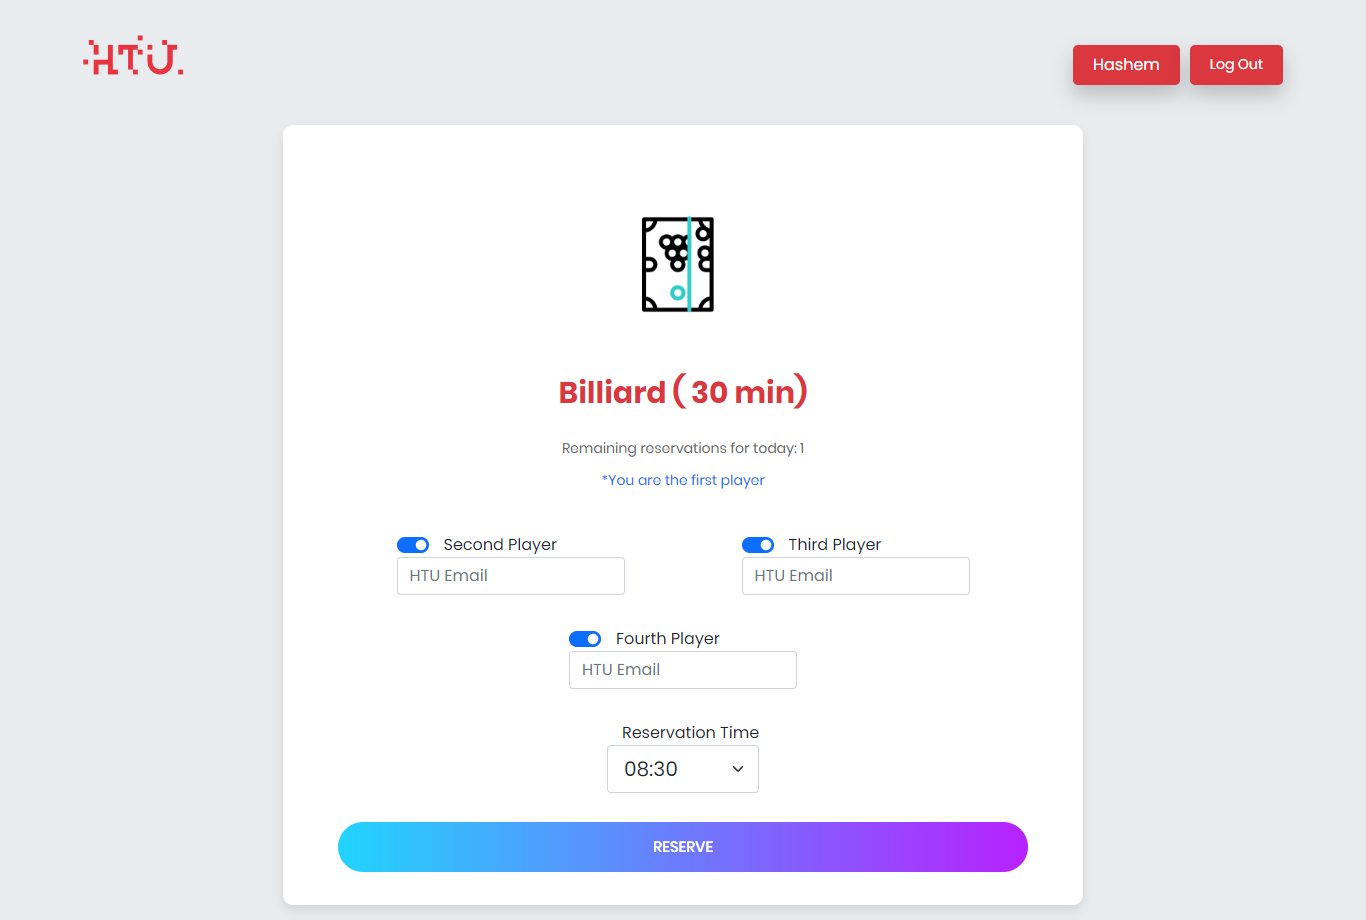 HTU
Hashem
Log Out
Billiard ( 30 min)
Remaining reservations for today: 1
*You are the first player
Second Player
HTU Email
Third Player
HTU Email
Fourth Player
HTU Email
Reservation Time
08:30
RESERVE